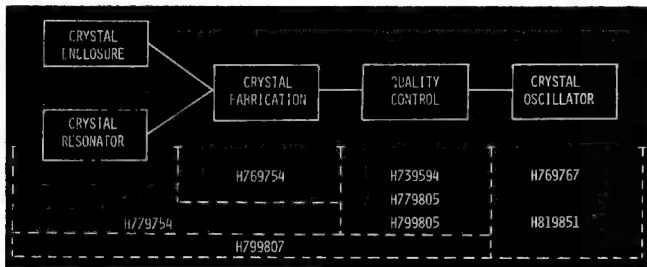 CRYSTAL
ENCLOSURE
CRYSTAL
RESONATOR
CRYSTAL
FABRICATION
QUALITY
CONTROL
CRYSTAL
OSCILLATOR
H769754
H739594
H769767
H779805
H779754
H799805
H819851
H799807